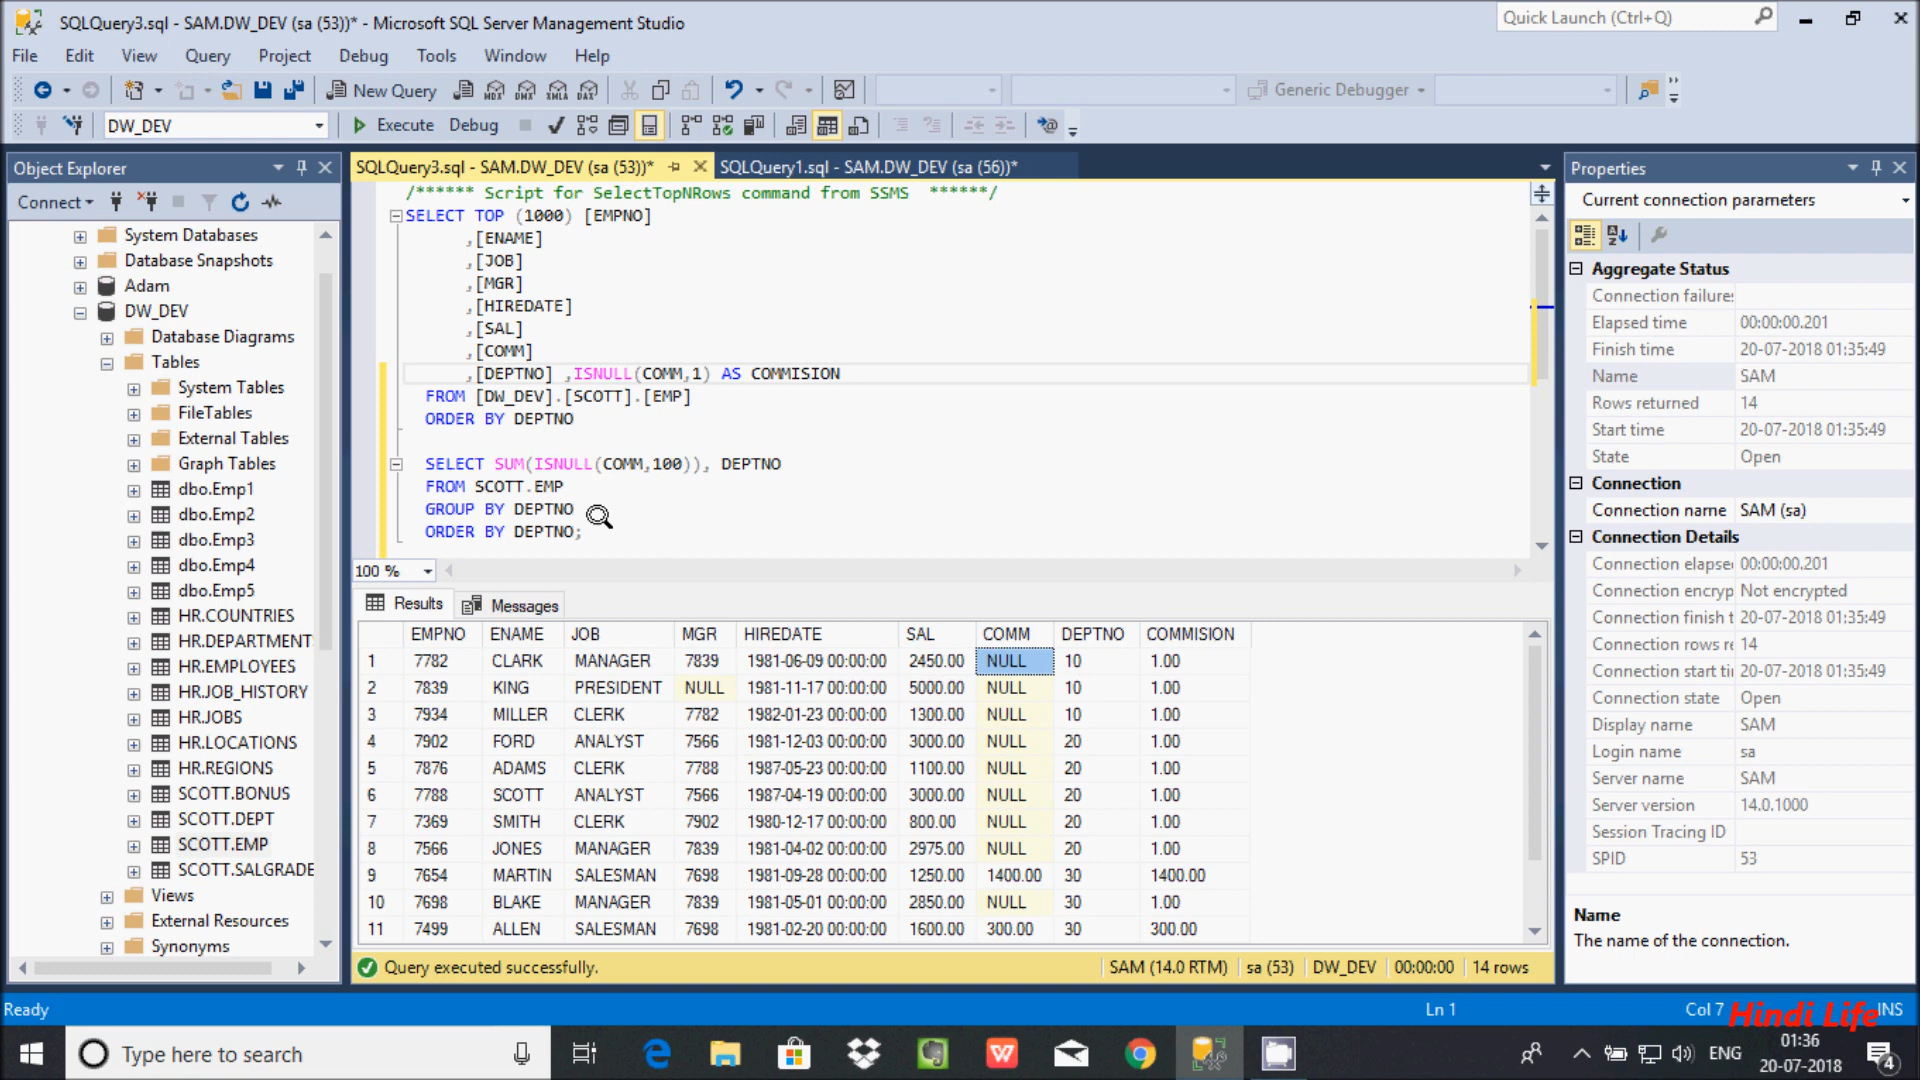 SQLQuery3.sql - SAM.DW_DEV (sa (53))* - Microsoft SQL Server Management Studio
Quick Launch (Ctrl+Q)
File Edit View Query Project Debug Tools Window Help
New Query
Generic Debugger
DW_DEV
Execute Debug
Object Explorer
Connect
System Databases
Database Snapshots
Adam
DW_DEV
Database Diagrams
Tables
System Tables
FileTables
External Tables
Graph Tables
dbo.Emp1
dbo.Emp2
dbo.Emp3
dbo.Emp4
dbo.Emp5
HR.COUNTRIES
HR.DEPARTMENT
HR.EMPLOYEES
HR.JOB_HISTORY
HR.JOBS
HR.LOCATIONS
HR.REGIONS
SCOTT.BONUS
SCOTT.DEPT
SCOTT.EMP
SCOTT.SALGRADE
Views
External Resources
Synonyms
SQLQuery3.sql - SAM.DW_DEV (sa (53))* SQLQuery1.sql - SAM.DW_DEV (sa (56))*
/****** Script for SelectTopNRows command from SSMS ******/
SELECT TOP (1000) [EMPNO]
,[ENAME]
,[JOB]
,[MGR]
,[HIREDATE]
,[SAL]
,[COMM]
,[DEPTNO] ,ISNULL(COMM,1) AS COMMISION
FROM [DW_DEV].[SCOTT].[EMP]
ORDER BY DEPTNO
SELECT SUM(ISNULL(COMM,100)), DEPTNO
FROM SCOTT.EMP
GROUP BY DEPTNO
ORDER BY DEPTNO;
100 %
Results Messages
EMPNO ENAME JOB MGR HIREDATE SAL COMM DEPTNO COMMISION
1 7782 CLARK MANAGER 7839 1981-06-09 00:00:00 2450.00 NULL 10 1.00
2 7839 KING PRESIDENT NULL 1981-11-17 00:00:00 5000.00 NULL 10 1.00
3 7934 MILLER CLERK 7782 1982-01-23 00:00:00 1300.00 NULL 10 1.00
4 7902 FORD ANALYST 7566 1981-12-03 00:00:00 3000.00 NULL 20 1.00
5 7876 ADAMS CLERK 7788 1987-05-23 00:00:00 1100.00 NULL 20 1.00
6 7788 SCOTT ANALYST 7566 1987-04-19 00:00:00 3000.00 NULL 20 1.00
7 7369 SMITH CLERK 7902 1980-12-17 00:00:00 800.00 NULL 20 1.00
8 7566 JONES MANAGER 7839 1981-04-02 00:00:00 2975.00 NULL 20 1.00
9 7654 MARTIN SALESMAN 7698 1981-09-28 00:00:00 1250.00 1400.00 30 1400.00
10 7698 BLAKE MANAGER 7839 1981-05-01 00:00:00 2850.00 NULL 30 1.00
11 7499 ALLEN SALESMAN 7698 1981-02-20 00:00:00 1600.00 300.00 30 300.00
Query executed successfully. SAM (14.0 RTM) sa (53) DW_DEV 00:00:00 14 rows
Properties
Current connection parameters
Aggregate Status
Connection failure
Elapsed time 00:00:00.201
Finish time 20-07-2018 01:35:49
Name SAM
Rows returned 14
Start time 20-07-2018 01:35:49
State Open
Connection
Connection name SAM (sa)
Connection Details
Connection elapse 00:00:00.201
Connection encryp Not encrypted
Connection finish t 20-07-2018 01:35:49
Connection rows re 14
Connection start ti 20-07-2018 01:35:49
Connection state Open
Display name SAM
Login name sa
Server name SAM
Server version 14.0.1000
Session Tracing ID
SPID 53
Name
The name of the connection.
Ready Ln 1 Col 7 INS
Hindi Life
Type here to search
ENG
01:36
20-07-2018
4